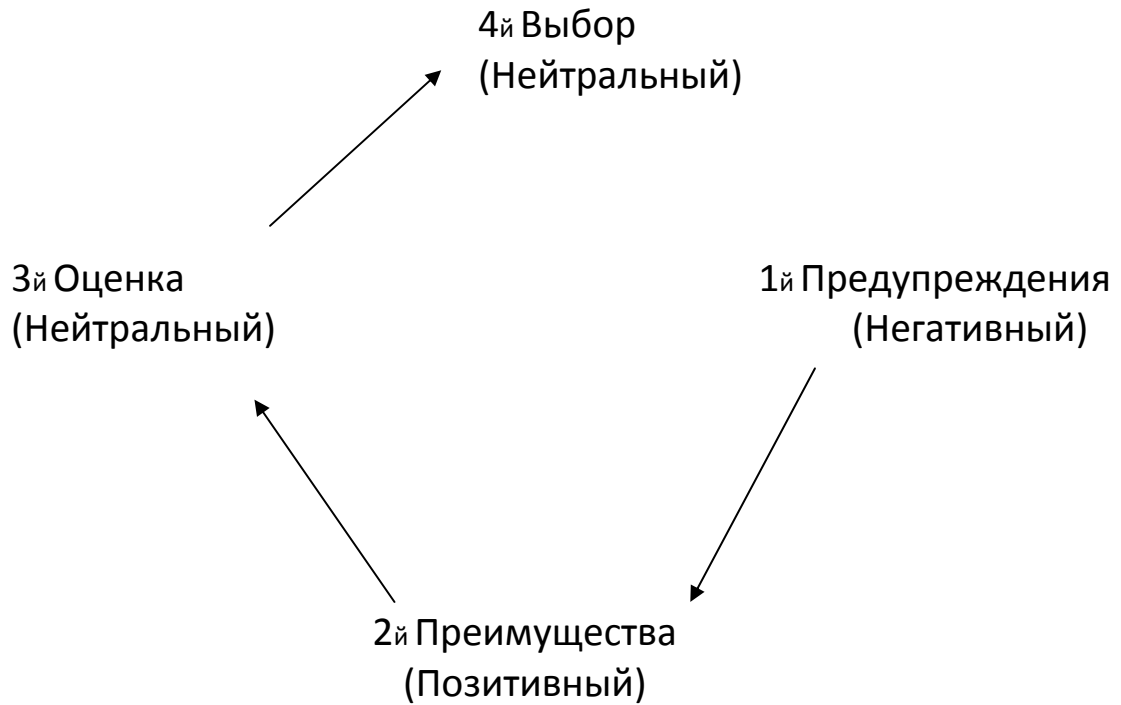 4й Выбор
(Нейтральный)
3й Оценка
(Нейтральный)
1й Предупреждения
(Негативный)
2й Преимущества
(Позитивный)